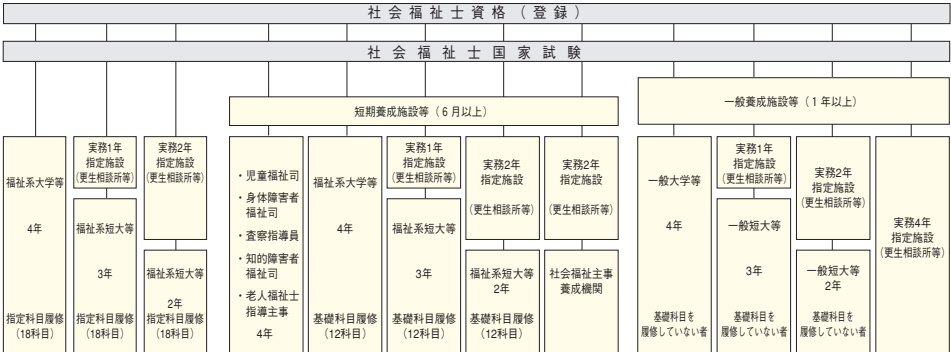 社会福祉士資格（登録）
社会福祉士国家試験
短期養成施設等（6月以上）
一般養成施設等（1年以上）
福祉系大学等
4年
指定科目履修
（18科目）
実務1年
指定施設
（更生相談所等）
福祉系短大等
3年
指定科目履修
（18科目）
実務2年
指定施設
（更生相談所等）
福祉系短大等
2年
指定科目履修
（18科目）
・児童福祉司
・身体障害者
福祉司
・査察指導員
・知的障害者
福祉司
・老人福祉士
指導主事
4年
福祉系大学等
4年
基礎科目履修
（12科目）
実務1年
指定施設
（更生相談所等）
福祉系短大等
3年
基礎科目履修
（12科目）
実務2年
指定施設
（更生相談所等）
福祉系短大等
2年
基礎科目履修
（12科目）
実務2年
指定施設
（更生相談所等）
社会福祉主事
養成機関
一般大学等
4年
基礎科目を
履修していない者
実務1年
指定施設
（更生相談所等）
一般短大等
3年
基礎科目を
履修していない者
実務2年
指定施設
（更生相談所等）
一般短大等
2年
基礎科目を
履修していない者
実務4年
指定施設
（更生相談所等）